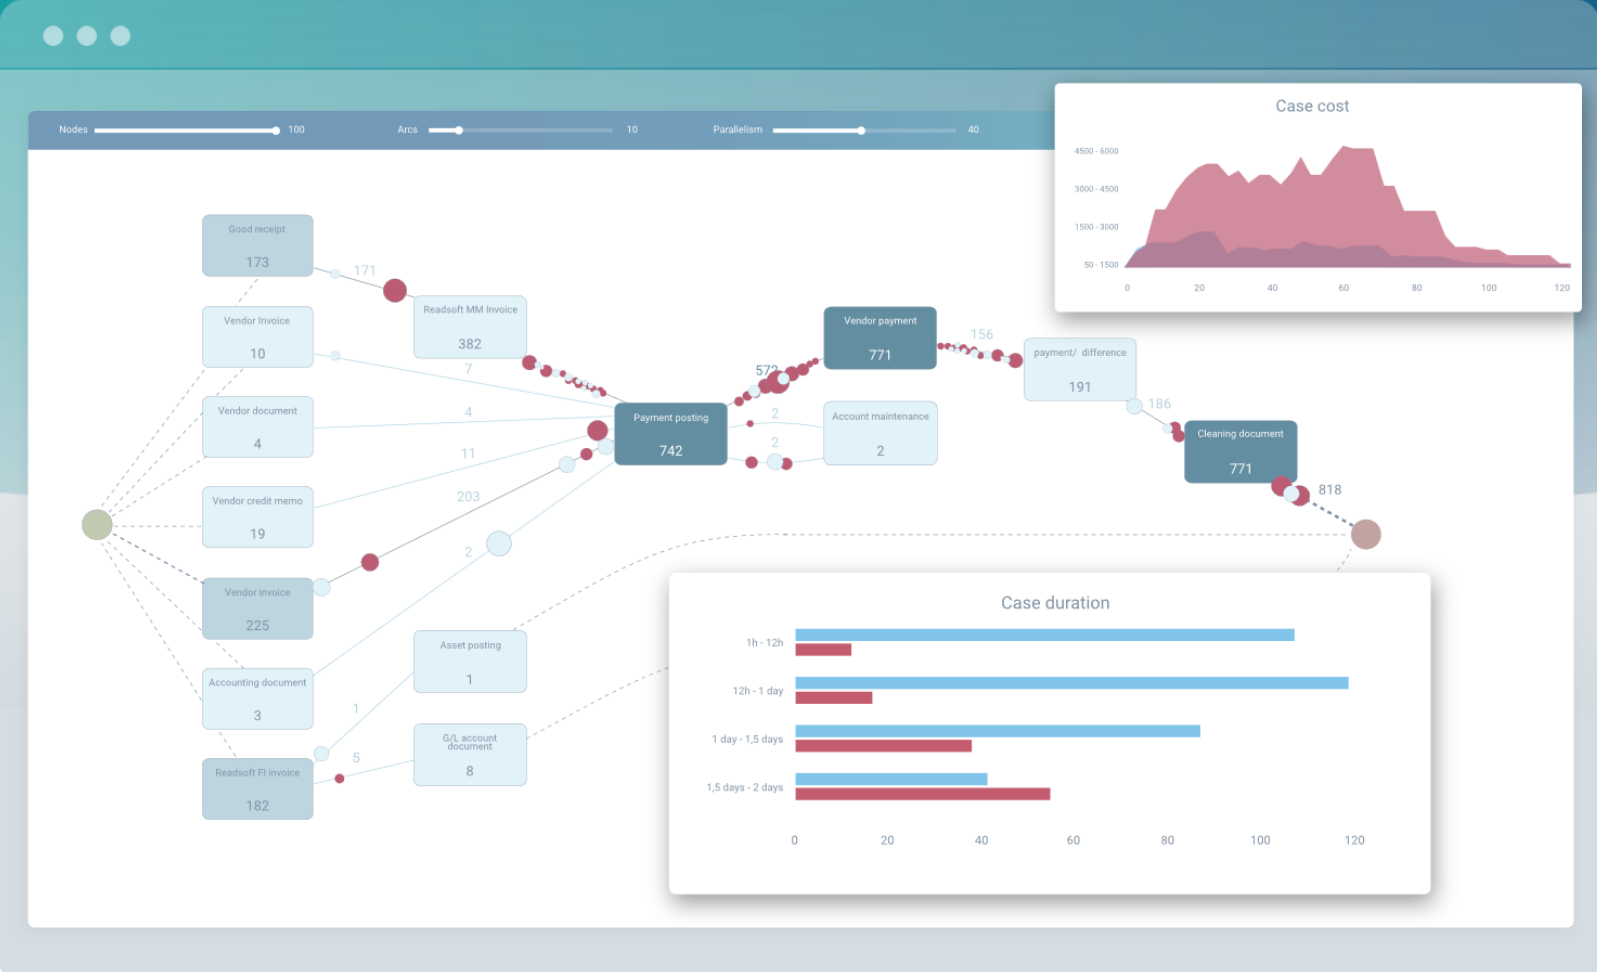 Nodes 100 Arcs 10 Parallelism 40
Case cost
4500 - 6000
3000 - 4500
1500 - 3000
50 - 1500
0 20 40 60 80 100 120
Good receipt
173
171
Vendor Invoice
10
7
Vendor document
4
4
Vendor credit memo
19
11
Vendor invoice
225
203
Accounting document
3
2
Readsoft FI invoice
182
1
5
Readsoft MM Invoice
382
Asset posting
1
G/L account
document
8
Payment posting
742
572
2
2
Vendor payment
771
Account maintenance
2
156
payment/ difference
191
186
Cleaning document
771
818
Case duration
1h - 12h
12h - 1 day
1 day - 1,5 days
1,5 days - 2 days
0 20 40 60 80 100 120